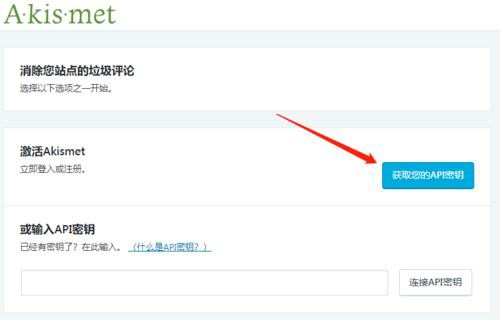 A·kis·met
消除您站点的垃圾评论
选择以下选项之一开始。
激活Akismet
立即登入或注册。
获取您的API密钥
或输入API密钥
已经有密钥了？在此输入。（什么是API密钥？）
连接API密钥